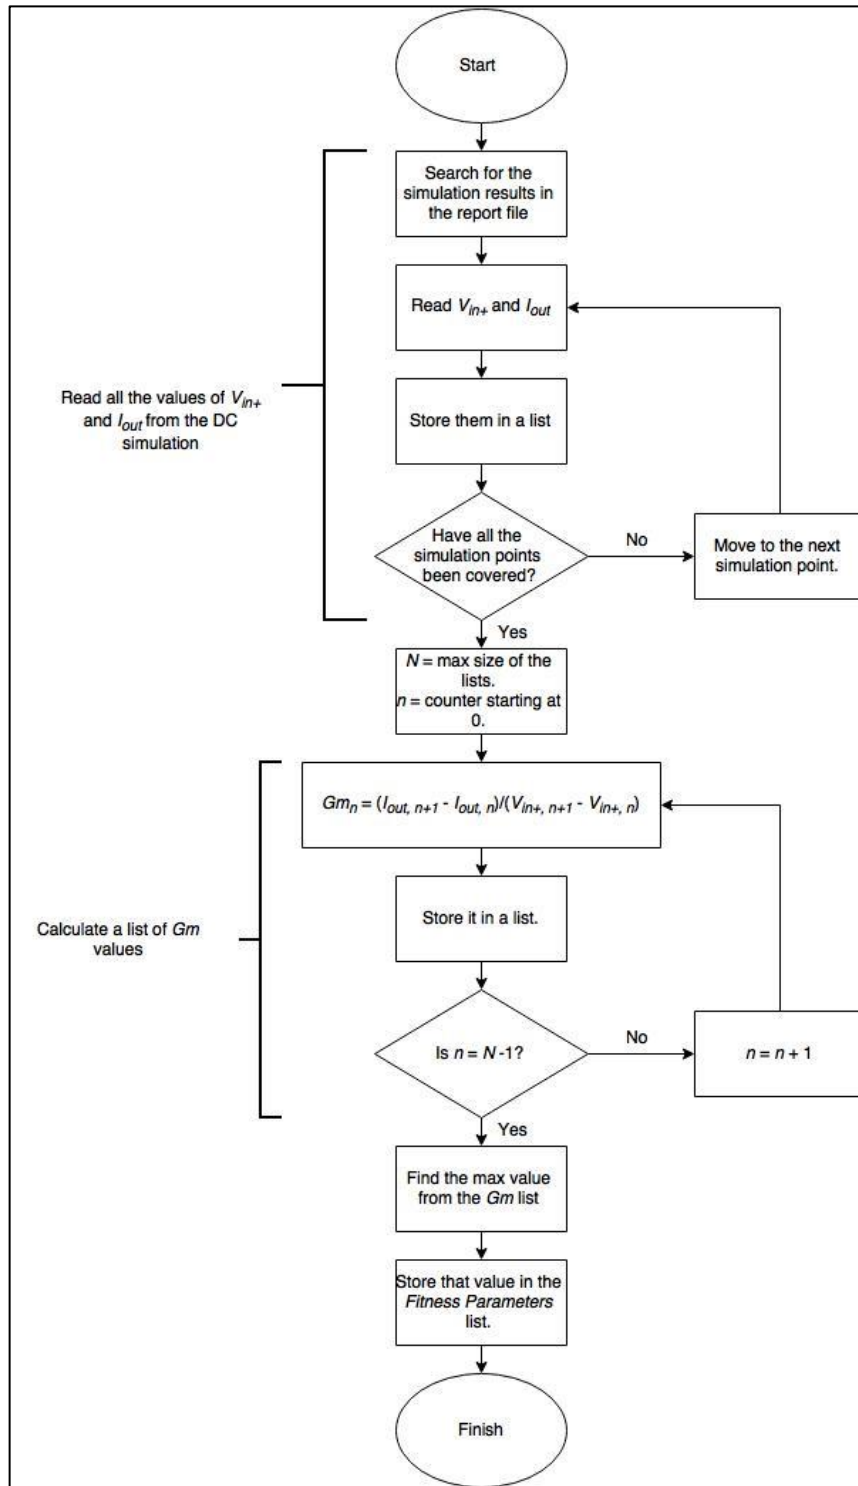 Start
Search for the
simulation results in
the report file
Read Vin+ and Iout
Read all the values of Vin+
and Iout from the DC
simulation
Store them in a list
Have all the
simulation points
been covered?
No
Move to the next
simulation point.
Yes
N = max size of the
lists.
n = counter starting at
0.
Gmn = (Iout, n+1 - Iout, n)/(Vin+, n+1 - Vin+, n)
Calculate a list of Gm
values
Store it in a list.
Is n = N -1?
No
n = n + 1
Yes
Find the max value
from the Gm list
Store that value in the
Fitness Parameters
list.
Finish